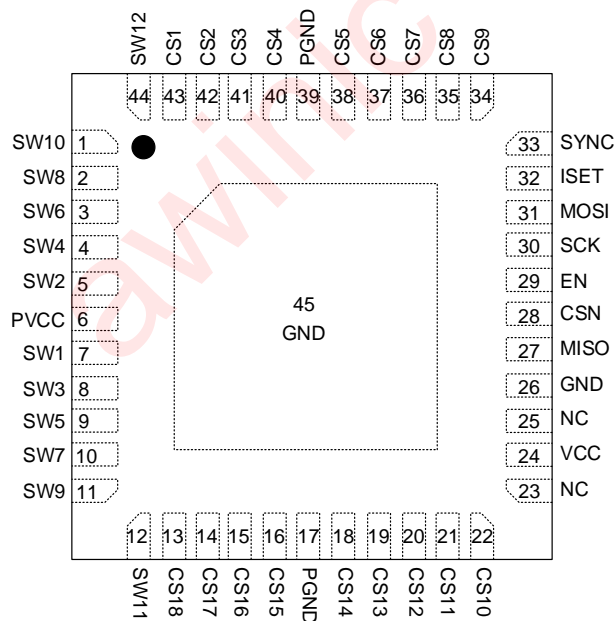 SW12 CS1 CS2 CS3 CS4 PGND CS5 CS6 CS7 CS8 CS9
44 43 42 41 40 39 38 37 36 35 34
SW10 1
SW8 2
SW6 3
SW4 4
SW2 5
PVCC 6
SW1 7
SW3 8
SW5 9
SW7 10
SW9 11
45
GND
33 SYNC
32 ISET
31 MOSI
30 SCK
29 EN
28 CSN
27 MISO
26 GND
25 NC
24 VCC
23 NC
12 13 14 15 16 17 18 19 20 21 22
SW11 CS18 CS17 CS16 CS15 PGND CS14 CS13 CS12 CS11 CS10
awinic